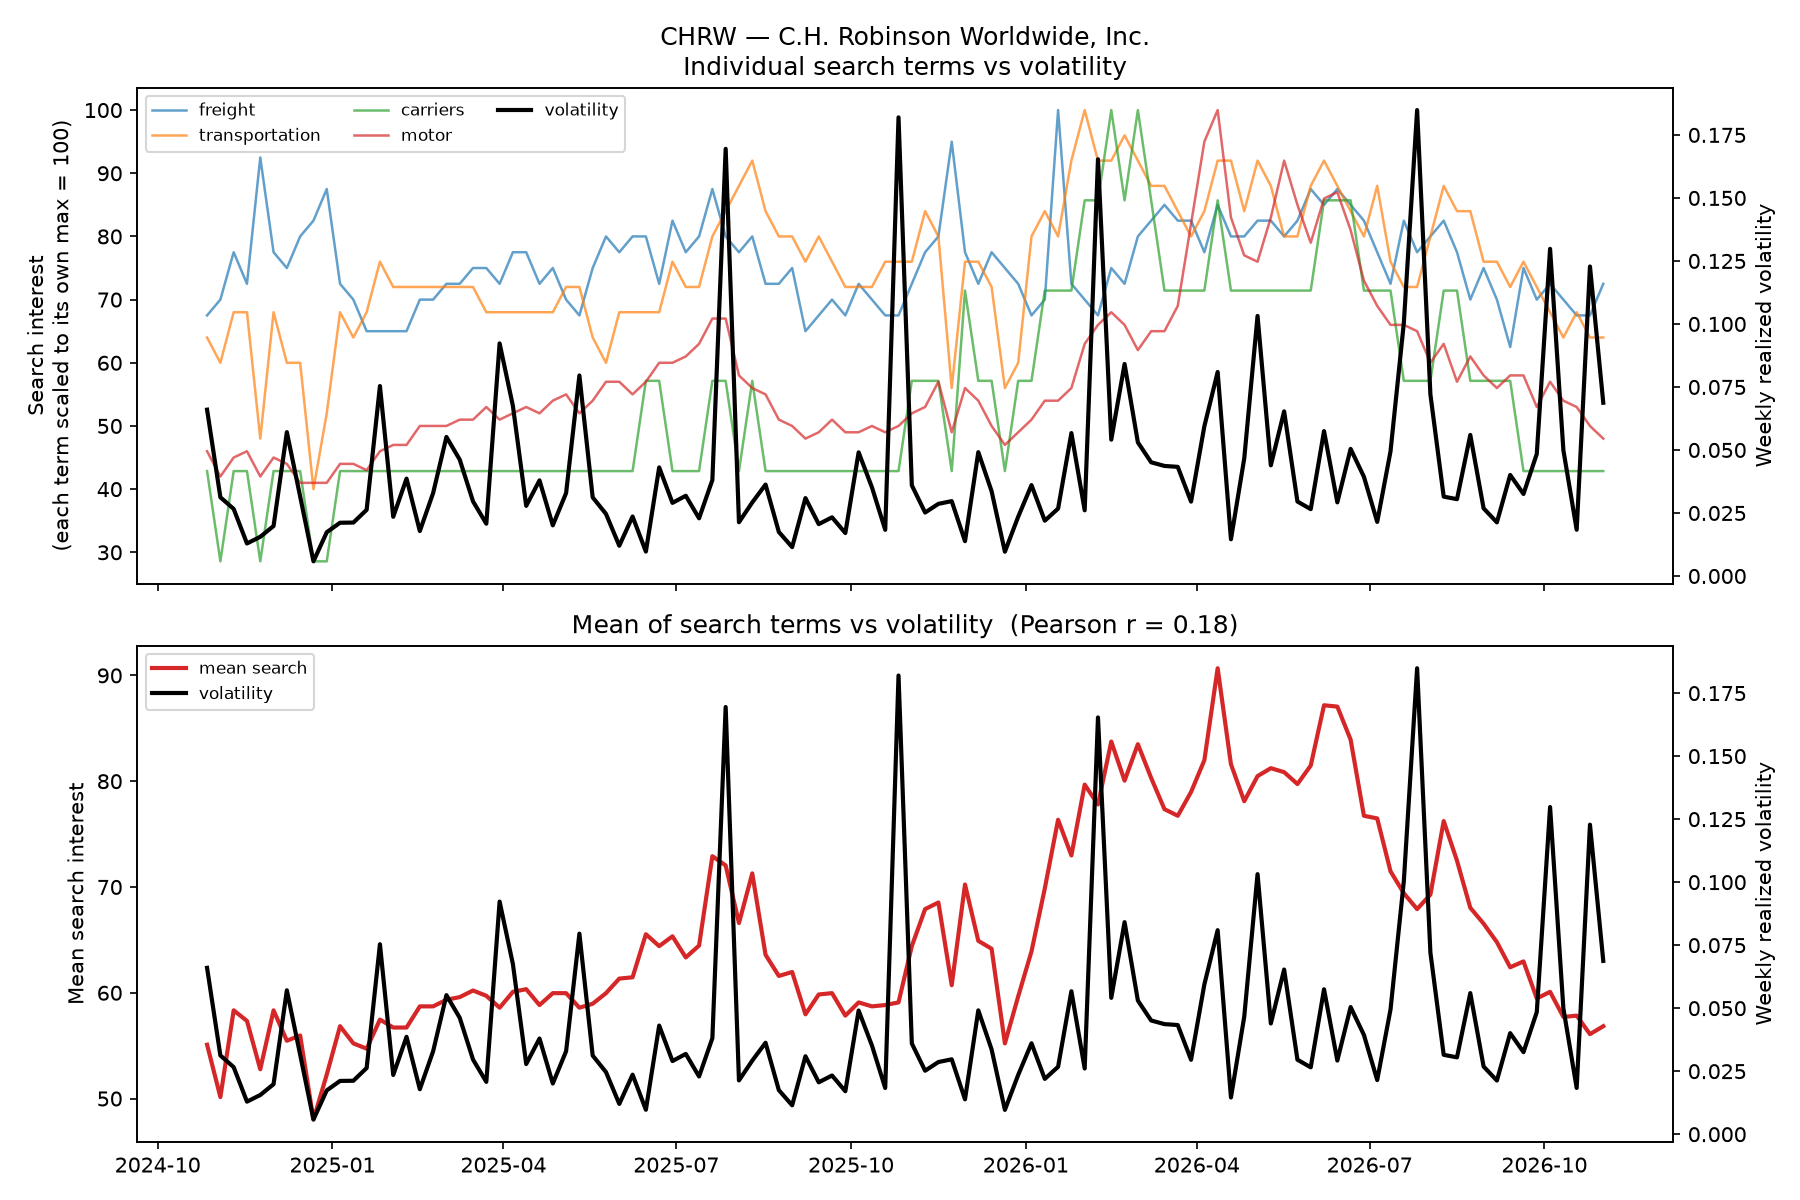 CHRW — C.H. Robinson Worldwide, Inc.
Individual search terms vs volatility
freight
transportation
carriers
motor
volatility
Search interest
(each term scaled to its own max = 100)
100
90
80
70
60
50
40
30
0.175
0.150
0.125
0.100
0.075
0.050
0.025
0.000
Weekly realized volatility
Mean of search terms vs volatility (Pearson r = 0.18)
mean search
volatility
Mean search interest
90
80
70
60
50
0.175
0.150
0.125
0.100
0.075
0.050
0.025
0.000
Weekly realized volatility
2024-10 2025-01 2025-04 2025-07 2025-10 2026-01 2026-04 2026-07 2026-10